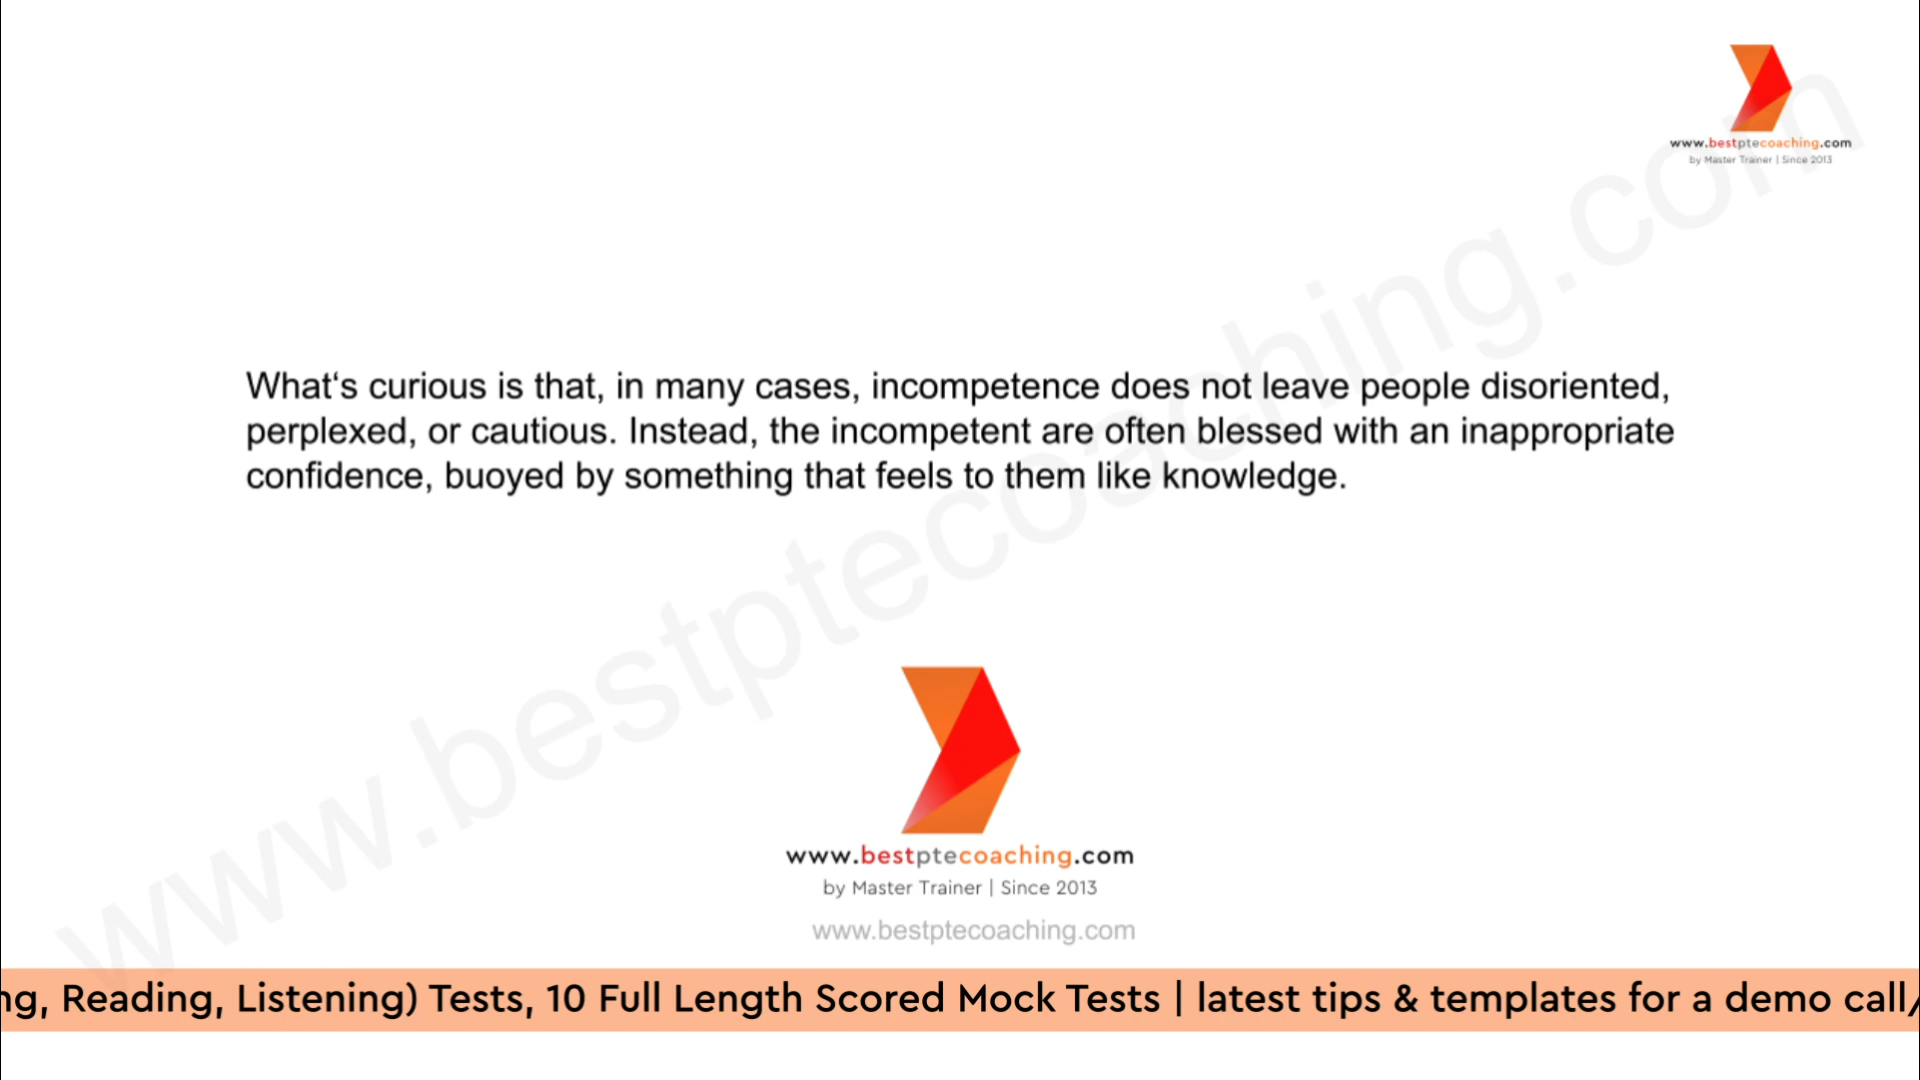 www.bestptecoaching.com
by Master Trainer | Since 2013
What‘s curious is that, in many cases, incompetence does not leave people disoriented,
perplexed, or cautious. Instead, the incompetent are often blessed with an inappropriate
confidence, buoyed by something that feels to them like knowledge.
www.bestptecoaching.com
www.bestptecoaching.com
by Master Trainer | Since 2013
www.bestptecoaching.com
ng, Reading, Listening) Tests, 10 Full Length Scored Mock Tests | latest tips & templates for a demo call/